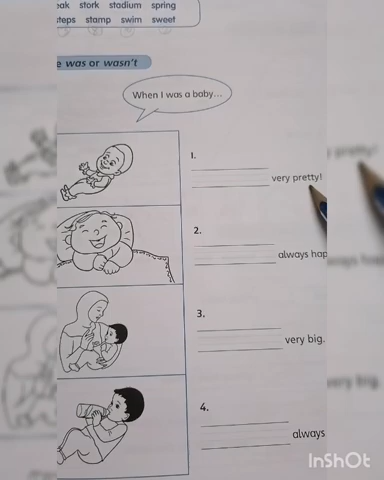 stork stadium spring
steps stamp swim sweet
was or wasn't
When I was a baby...
1.
very pretty!
2.
always hap
3.
very big.
4.
always
InShOt